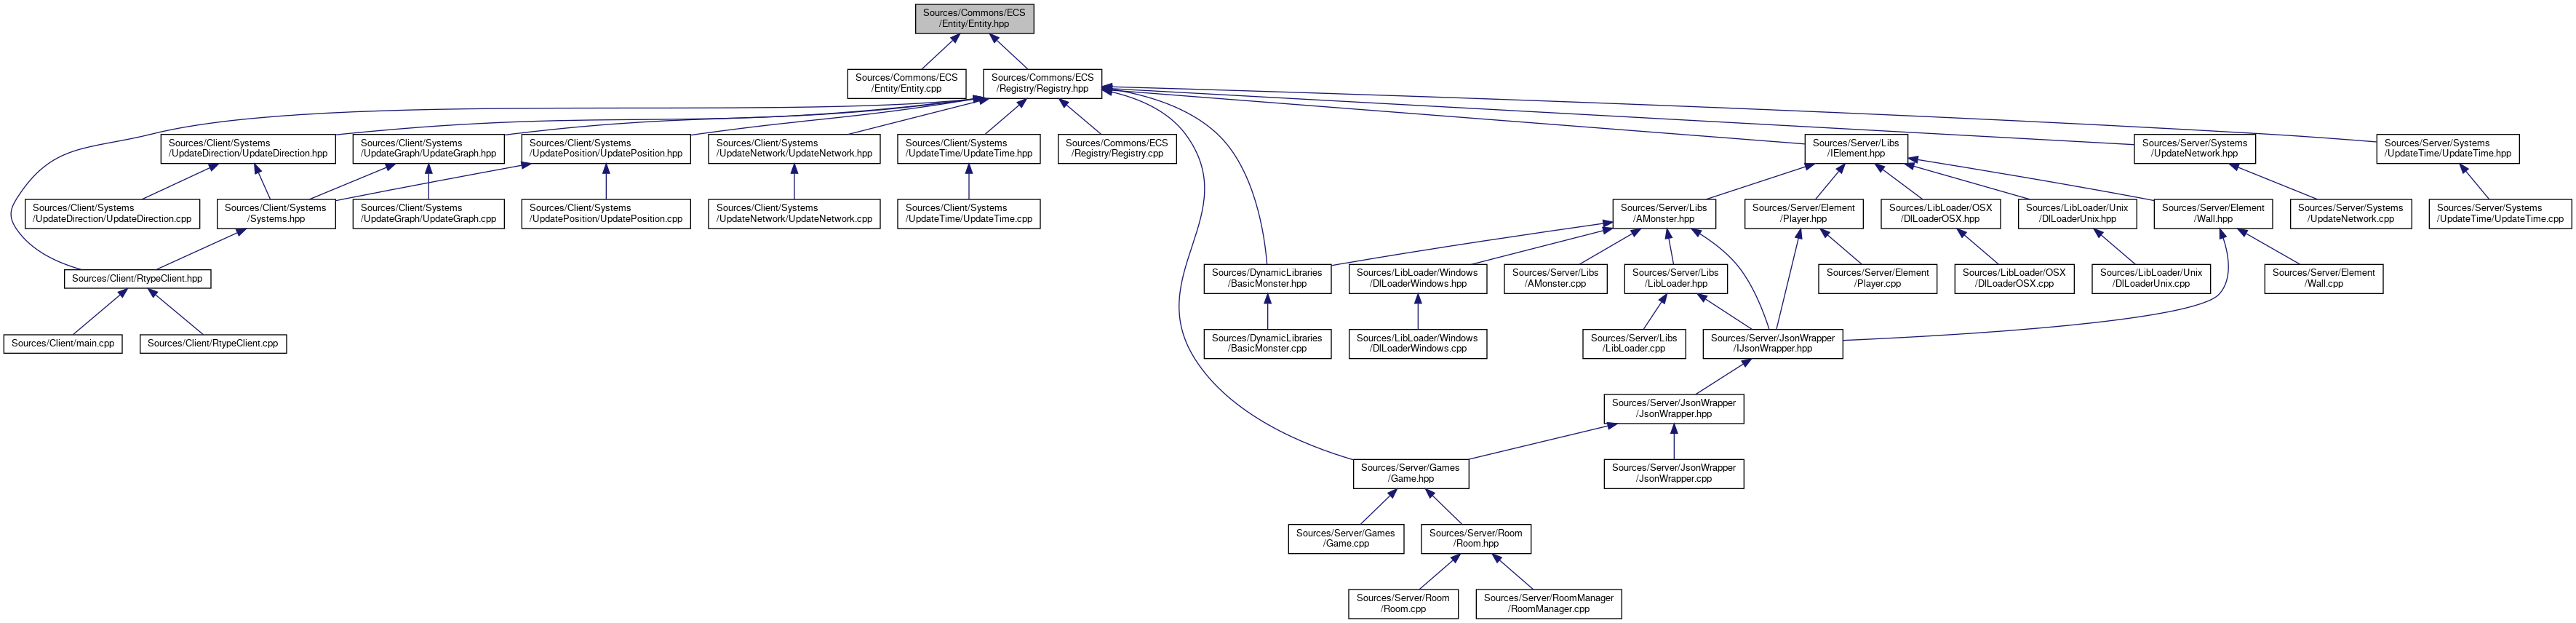 Sources/Commons/ECS
/Entity/Entity.hpp
Sources/Commons/ECS
/Entity/Entity.cpp
Sources/Commons/ECS
/Registry/Registry.hpp
Sources/Client/Systems
/UpdateDirection/UpdateDirection.hpp
Sources/Client/Systems
/UpdateGraph/UpdateGraph.hpp
Sources/Client/Systems
/UpdatePosition/UpdatePosition.hpp
Sources/Client/Systems
/UpdateNetwork/UpdateNetwork.hpp
Sources/Client/Systems
/UpdateTime/UpdateTime.hpp
Sources/Commons/ECS
/Registry/Registry.cpp
Sources/Server/Libs
/IElement.hpp
Sources/Server/Systems
/UpdateNetwork.hpp
Sources/Server/Systems
/UpdateTime/UpdateTime.hpp
Sources/Client/Systems
/UpdateDirection/UpdateDirection.cpp
Sources/Client/Systems
/Systems.hpp
Sources/Client/Systems
/UpdateGraph/UpdateGraph.cpp
Sources/Client/Systems
/UpdatePosition/UpdatePosition.cpp
Sources/Client/Systems
/UpdateNetwork/UpdateNetwork.cpp
Sources/Client/Systems
/UpdateTime/UpdateTime.cpp
Sources/Server/Libs
/AMonster.hpp
Sources/Server/Element
/Player.hpp
Sources/LibLoader/OSX
/DlLoaderOSX.hpp
Sources/LibLoader/Unix
/DlLoaderUnix.hpp
Sources/Server/Element
/Wall.hpp
Sources/Server/Systems
/UpdateNetwork.cpp
Sources/Server/Systems
/UpdateTime/UpdateTime.cpp
Sources/Client/RtypeClient.hpp
Sources/DynamicLibraries
/BasicMonster.hpp
Sources/LibLoader/Windows
/DlLoaderWindows.hpp
Sources/Server/Libs
/AMonster.cpp
Sources/Server/Libs
/LibLoader.hpp
Sources/Server/Element
/Player.cpp
Sources/LibLoader/OSX
/DlLoaderOSX.cpp
Sources/LibLoader/Unix
/DlLoaderUnix.cpp
Sources/Server/Element
/Wall.cpp
Sources/Client/main.cpp
Sources/Client/RtypeClient.cpp
Sources/DynamicLibraries
/BasicMonster.cpp
Sources/LibLoader/Windows
/DlLoaderWindows.cpp
Sources/Server/Libs
/LibLoader.cpp
Sources/Server/JsonWrapper
/IJsonWrapper.hpp
Sources/Server/JsonWrapper
/JsonWrapper.hpp
Sources/Server/Games
/Game.hpp
Sources/Server/JsonWrapper
/JsonWrapper.cpp
Sources/Server/Games
/Game.cpp
Sources/Server/Room
/Room.hpp
Sources/Server/Room
/Room.cpp
Sources/Server/RoomManager
/RoomManager.cpp